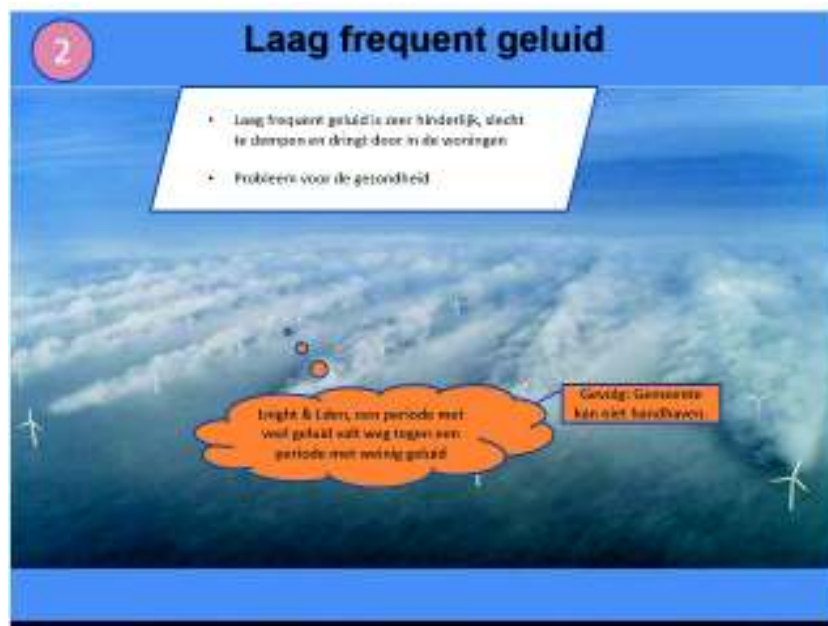 2
Laag frequent geluid
• Laag frequent geluid is zeer hinderlijk, slecht
te dempen en dringt door in de woningen
• Probleem voor de gezondheid
Lnight & Lden, een periode met
veel geluid valt weg tegen een
periode met weinig geluid
Gevolg: Gemeente
kan niet handhaven